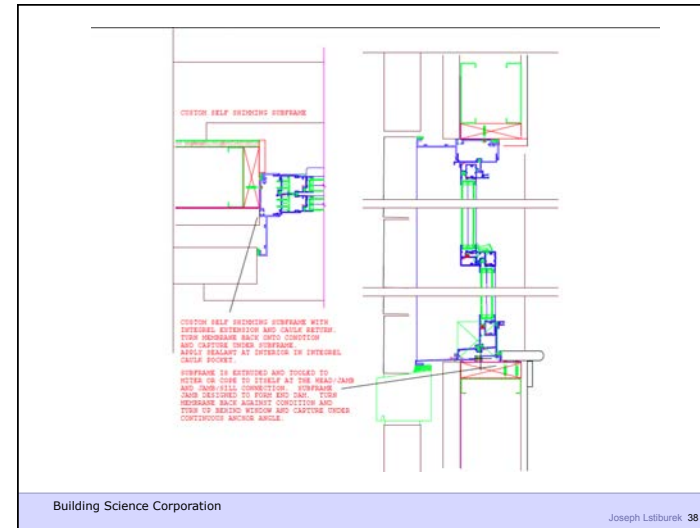 CUSTOM SELF SHIMMING SUBFRAME
CUSTOM SELF SHIMMING SUBFRAME WITH
INTEGREL EXTENSION AND CAULK RETURN.
TURN MEMBRANE BACK ONTO CONDTION
AND CAPTURE UNDER SUBFRAME.
APPLY SEALANT AT INTERIOR IN INTEGREL
CAULK POCKET.
SUBFRAME IS EXTRUDED AND TOOLED TO
MITER OR COPE TO ITSELF AT THE HEAD/JAMB
AND JAMB/SILL CONNECTION. SUBFRAME
JAMB DESIGNED TO FORM END DAM. TURN
MEMBRANE BACK AGAINST CONDITION AND
TURN UP BEHIND WINDOW AND CAPTURE UNDER
CONTINUOUS ANCHOR ANGLE.
Building Science Corporation
Joseph Lstiburek 38